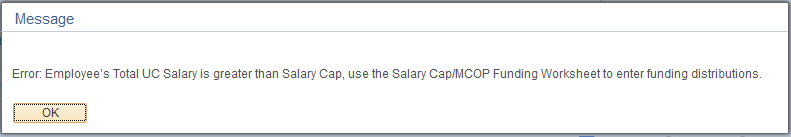 Message
Error: Employee's Total UC Salary is greater than Salary Cap, use the Salary Cap/MCOP Funding Worksheet to enter funding distributions.
OK